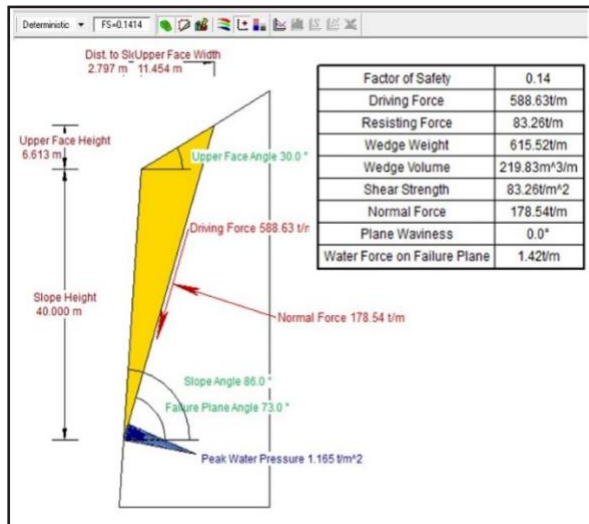 Deterministic FS=0.1414
Dist. to Sl Upper Face Width
2.797 m 11.454 m
Upper Face Height
6.613 m
Upper Face Angle 30.0 °
Driving Force 588.63 t/
Slope Height
40.000 m
Normal Force 178.54 t/m
Slope Angle 86.0 °
Failure Plane Angle 73.0 °
Peak Water Pressure 1.165 t/m^2
Factor of Safety 0.14
Driving Force 588.63t/m
Resisting Force 83.26t/m
Wedge Weight 615.52t/m
Wedge Volume 219.83m^3/m
Shear Strength 83.26t/m^2
Normal Force 178.54t/m
Plane Waviness 0.0°
Water Force on Failure Plane 1.42t/m